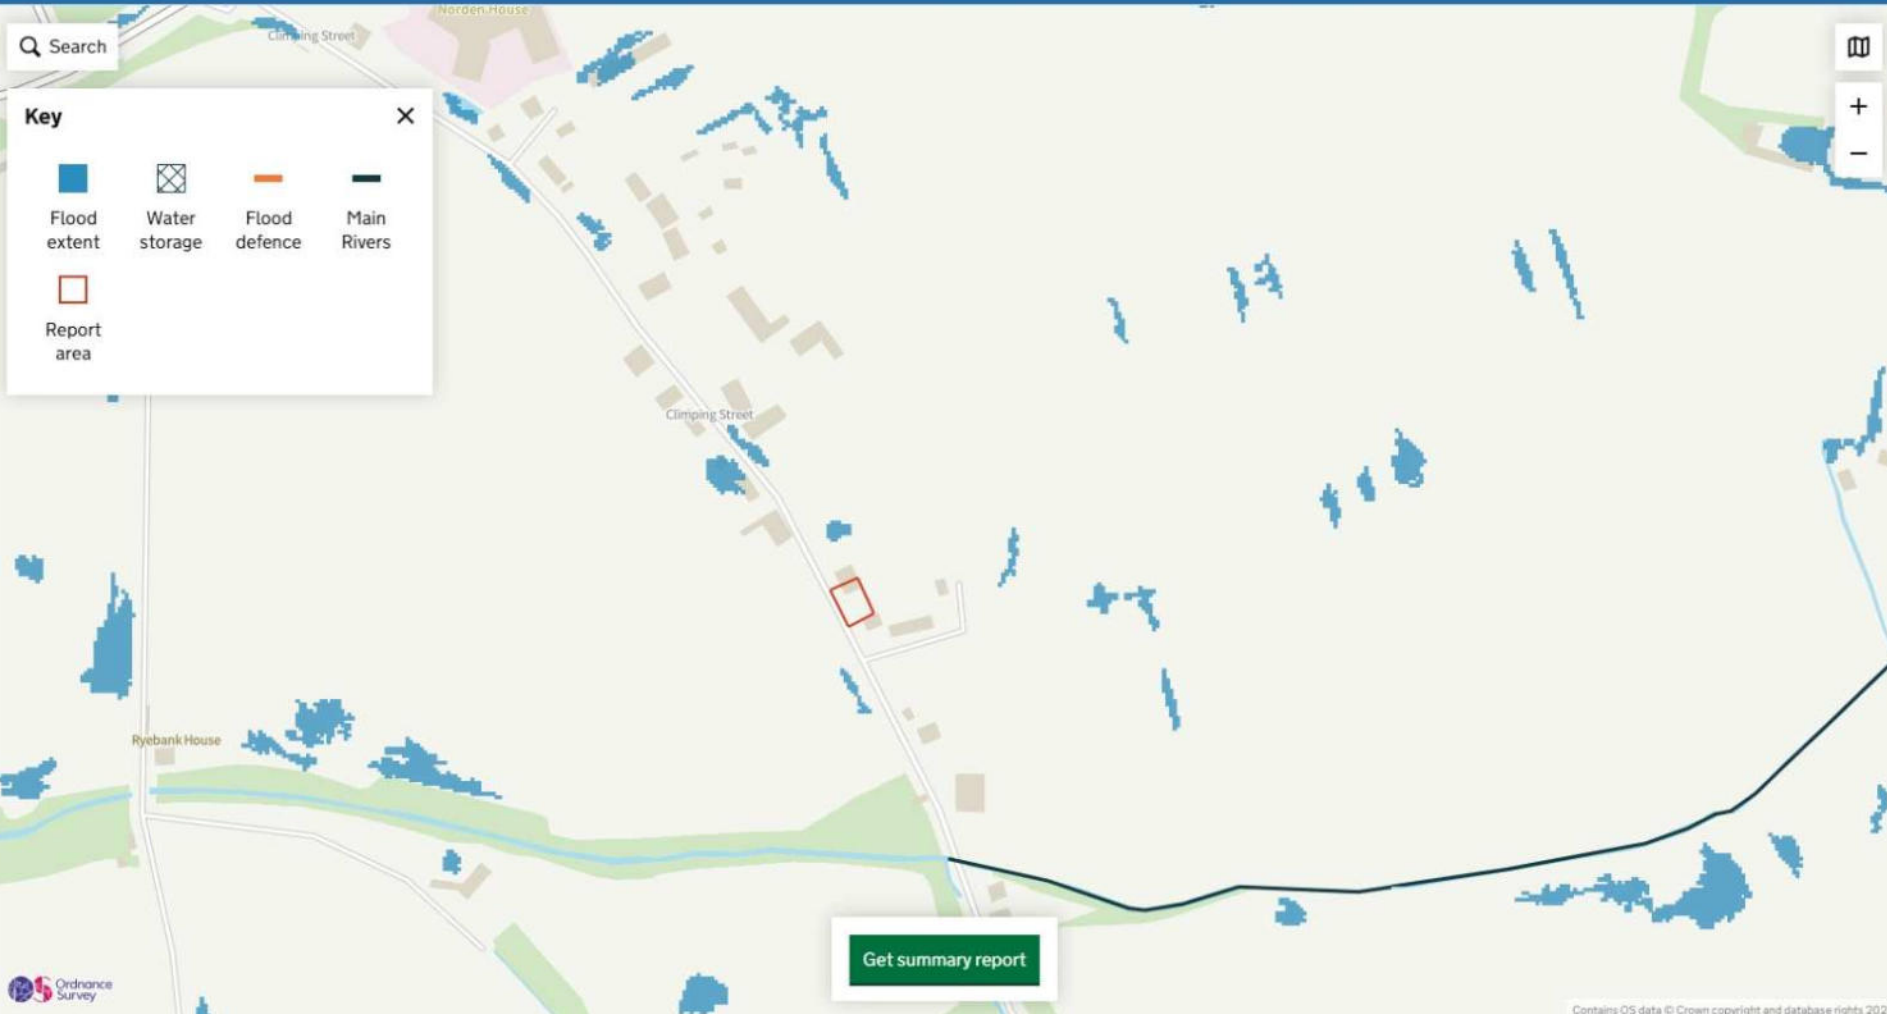 Norden House
Climping Street
Search
Key
Flood
extent
Water
storage
Flood
defence
Main
Rivers
Report
area
Climping Street
Ryebank House
Get summary report
Ordnance
Survey
Contains OS data © Crown copyright and database rights 202